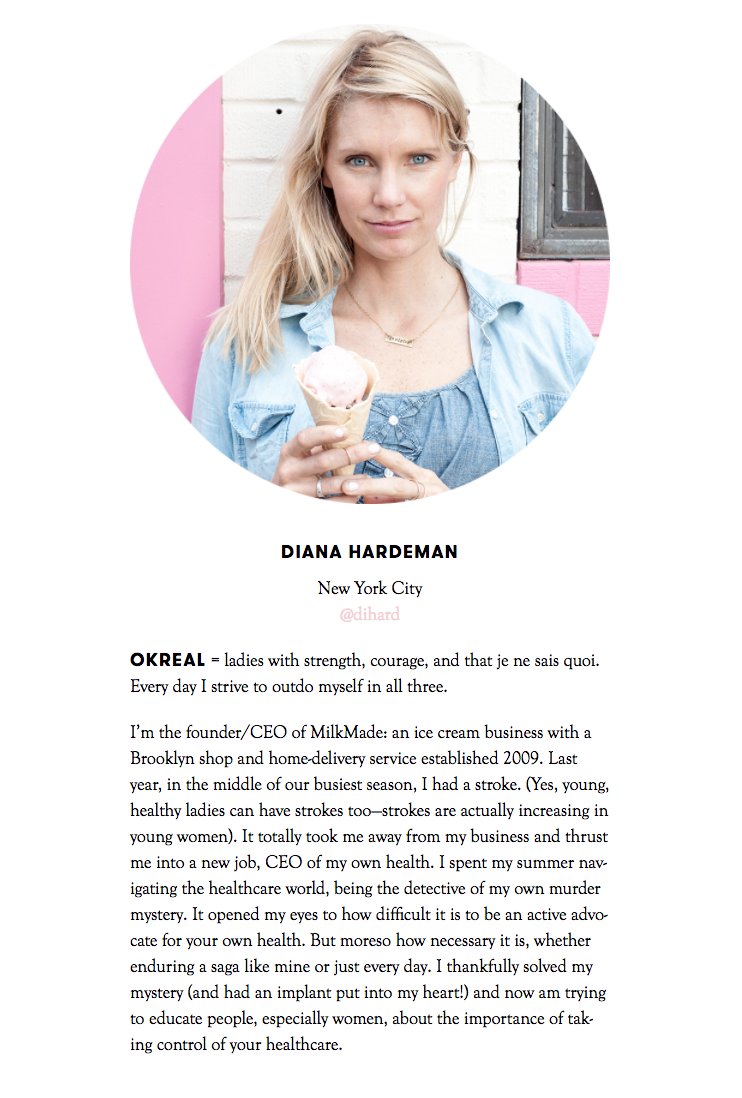 DIANA HARDEMAN
New York City
@dihard
OKREAL = ladies with strength, courage, and that je ne sais quoi.
Every day I strive to outdo myself in all three.
I'm the founder/CEO of MilkMade: an ice cream business with a
Brooklyn shop and home-delivery service established 2009. Last
year, in the middle of our busiest season, I had a stroke. (Yes, young,
healthy ladies can have strokes too—strokes are actually increasing in
young women). It totally took me away from my business and thrust
me into a new job, CEO of my own health. I spent my summer nav-
igating the healthcare world, being the detective of my own murder
mystery. It opened my eyes to how difficult it is to be an active advo-
cate for your own health. But moreso how necessary it is, whether
enduring a saga like mine or just every day. I thankfully solved my
mystery (and had an implant put into my heart!) and now am trying
to educate people, especially women, about the importance of tak-
ing control of your healthcare.